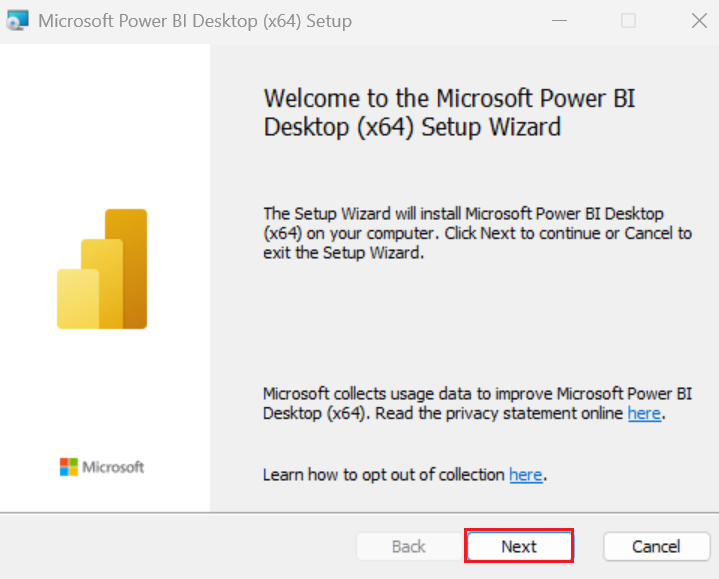 Microsoft Power BI Desktop (x64) Setup
Welcome to the Microsoft Power BI
Desktop (x64) Setup Wizard
The Setup Wizard will install Microsoft Power BI Desktop
(x64) on your computer. Click Next to continue or Cancel to
exit the Setup Wizard.
Microsoft collects usage data to improve Microsoft Power BI
Desktop (x64). Read the privacy statement online here.
Microsoft
Learn how to opt out of collection here.
Back
Next
Cancel